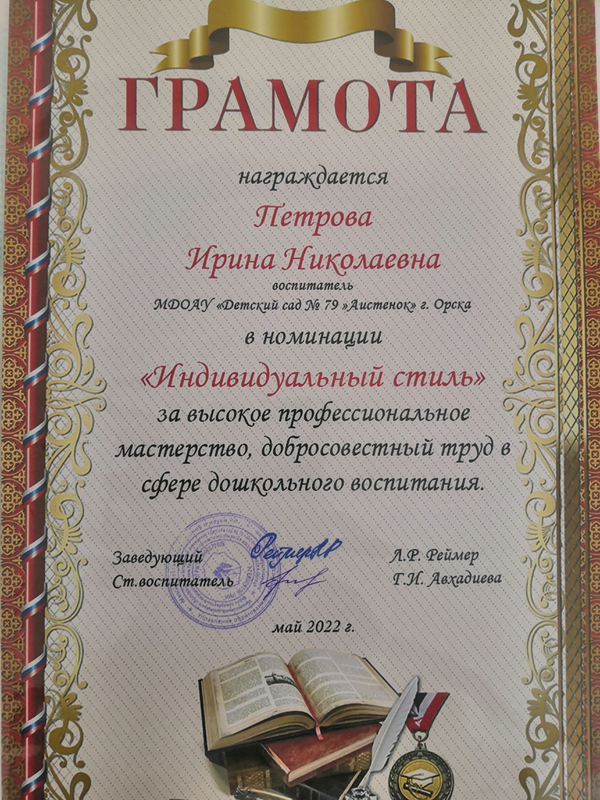 ГРАМОТА
награждается
Петрова
Ирина Николаевна
воспитатель
МДОАУ «Детский сад № 79 »Аистенок» г. Орска
в номинации
«Индивидуальный стиль»
за высокое профессиональное
мастерство, добросовестный труд в
сфере дошкольного воспитания.
Заведующий Л.Р. Реймер
Ст.воспитатель Г.И. Авхадиева
май 2022 г.